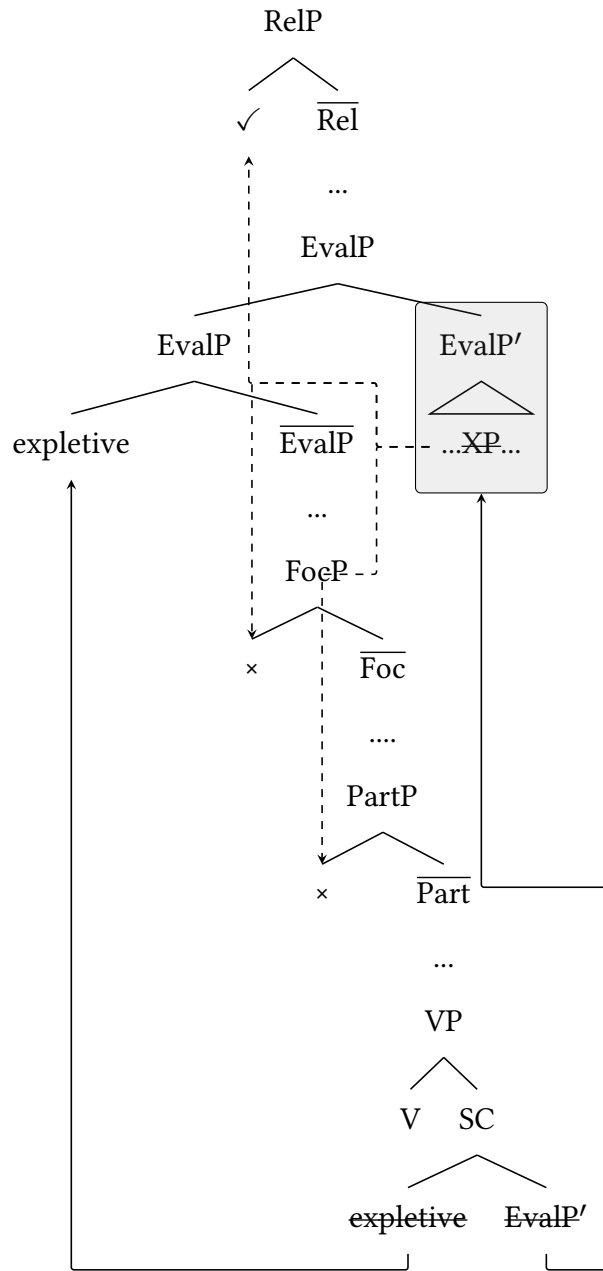 RelP
✓ Rel
...
EvalP
EvalP EvalP′
expletive EvalP ...XP...
...
FocP
× Foc
....
PartP
× Part
...
VP
V SC
expletive EvalP′